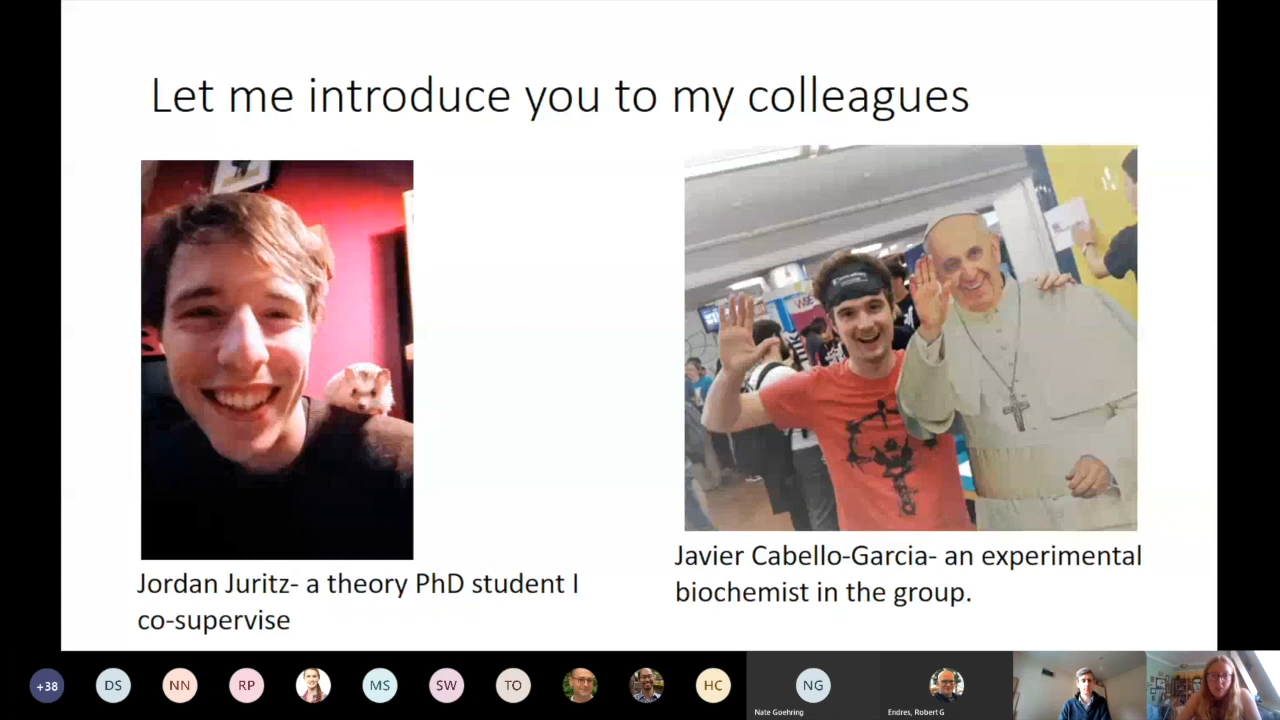 Let me introduce you to my colleagues
Jordan Juritz- a theory PhD student I
co-supervise
Javier Cabello-Garcia- an experimental
biochemist in the group.
+38
DS
NN
RP
MS
SW
TO
HC
NG
Nate Goehring
Endres, Robert G